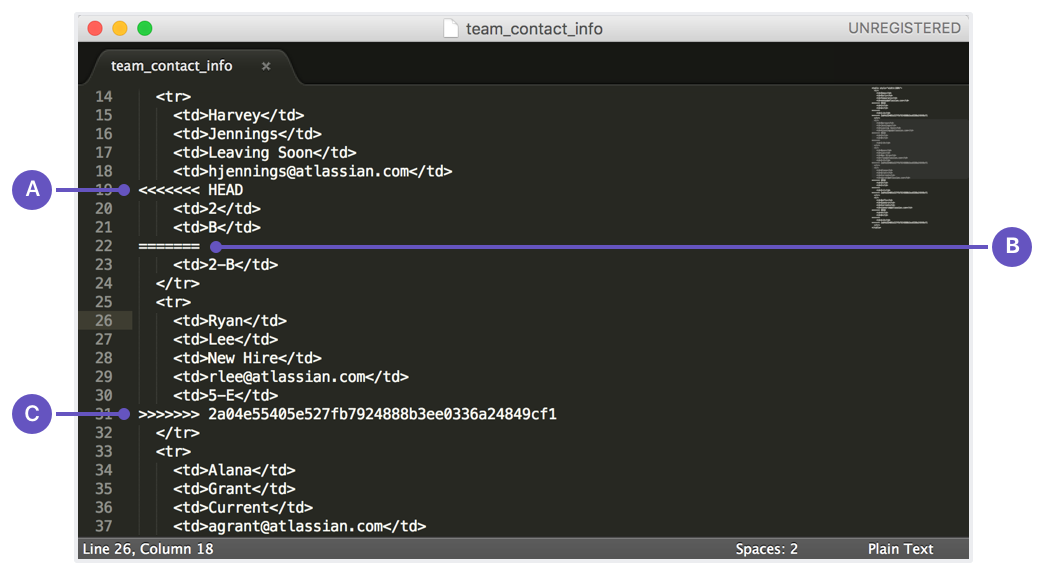 team_contact_info
UNREGISTERED
team_contact_info ×
14 <tr>
15 <td>Harvey</td>
16 <td>Jennings</td>
17 <td>Leaving Soon</td>
18 <td>hjennings@atlassian.com</td>
A
19 <<<<<<< HEAD
20 <td>2</td>
21 <td>B</td>
22 =======
B
23 <td>2-B</td>
24 </tr>
25 <tr>
26 <td>Ryan</td>
27 <td>Lee</td>
28 <td>New Hire</td>
29 <td>rlee@atlassian.com</td>
30 <td>5-E</td>
C
31 >>>>>>> 2a04e55405e527fb7924888b3ee0336a24849cf1
32 </tr>
33 <tr>
34 <td>Alana</td>
35 <td>Grant</td>
36 <td>Current</td>
37 <td>agrant@atlassian.com</td>
Line 26, Column 18
Spaces: 2
Plain Text